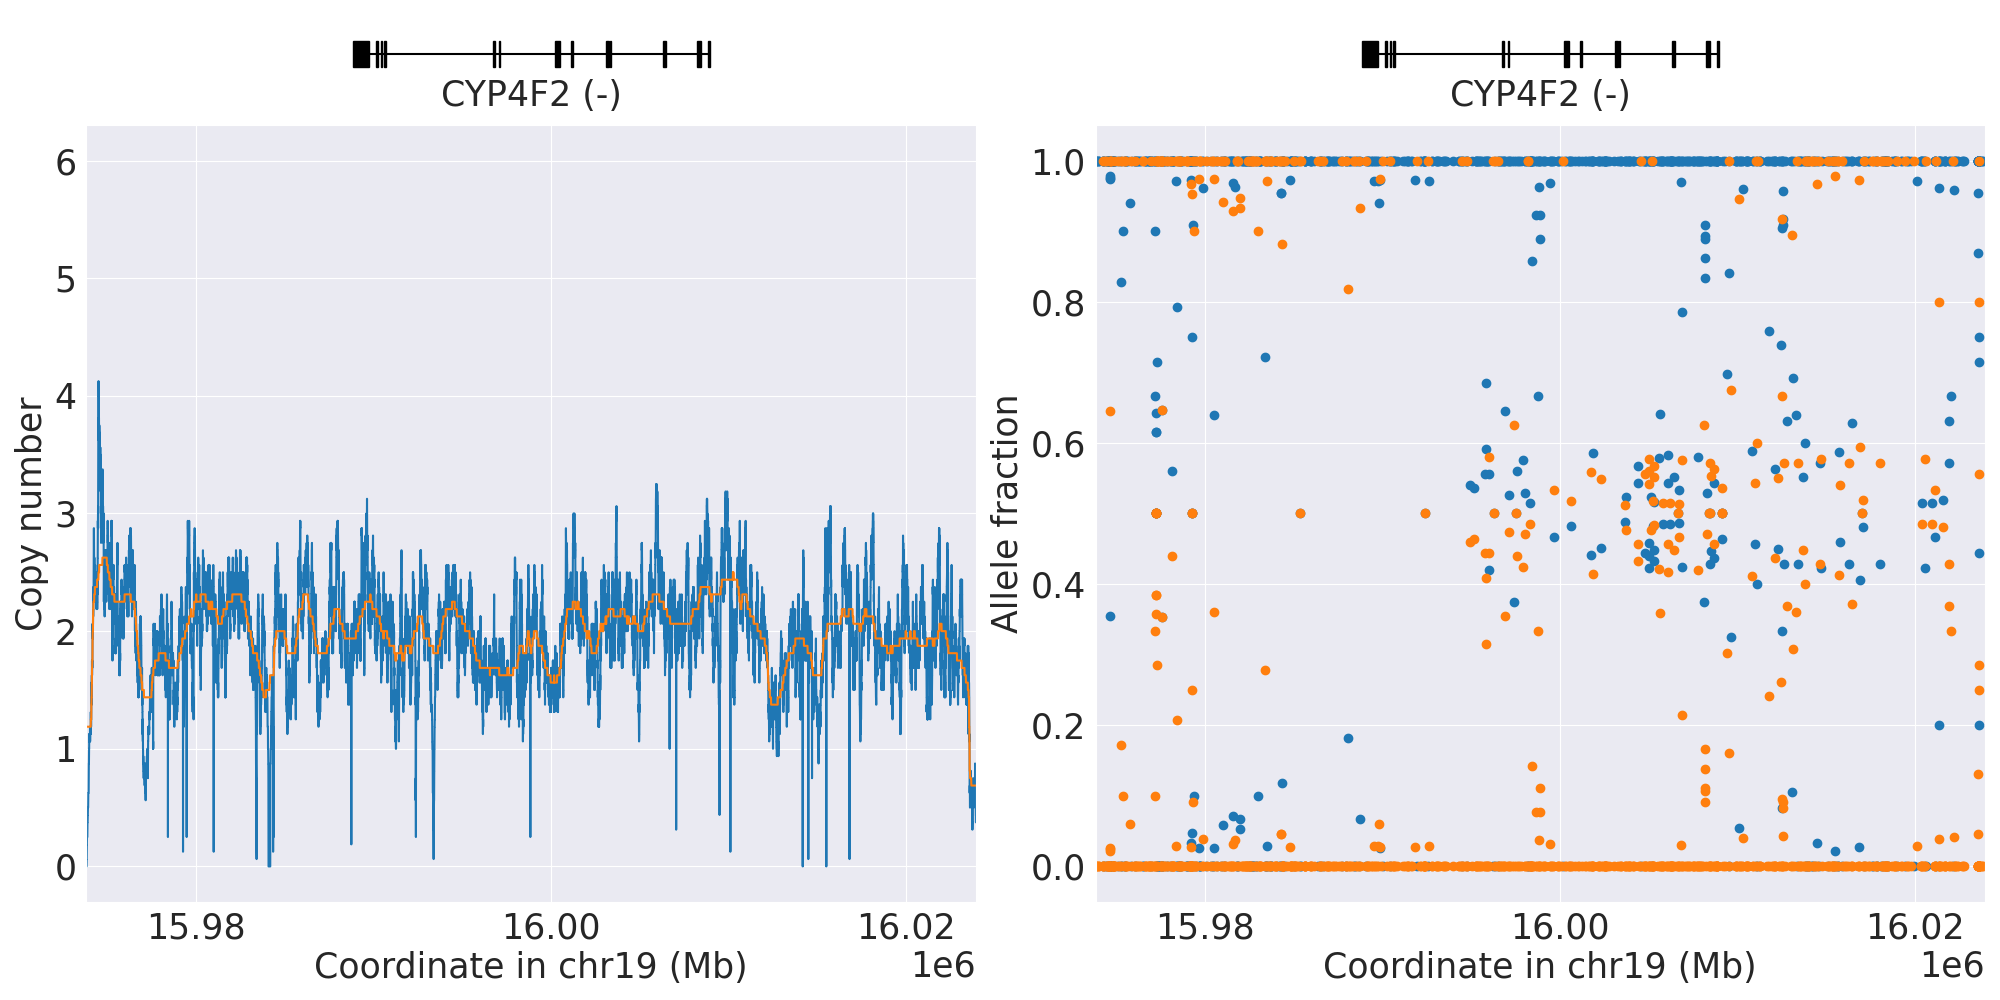 CYP4F2 (-)
6
5
4
3
2
1
0
Copy number
15.98
16.00
16.02
Coordinate in chr19 (Mb)
1e6
CYP4F2 (-)
1.0
0.8
0.6
0.4
0.2
0.0
Allele fraction
15.98
16.00
16.02
Coordinate in chr19 (Mb)
1e6